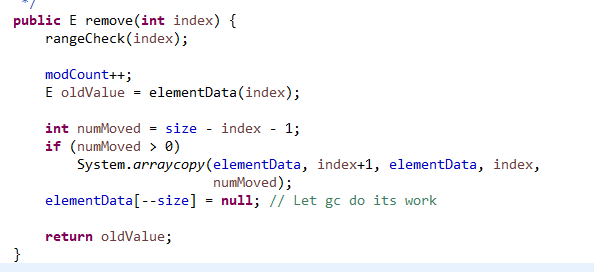 */
public E remove(int index) {
    rangeCheck(index);

    modCount++;
    E oldValue = elementData(index);

    int numMoved = size - index - 1;
    if (numMoved > 0)
        System.arraycopy(elementData, index+1, elementData, index,
                         numMoved);
    elementData[--size] = null; // Let gc do its work

    return oldValue;
}